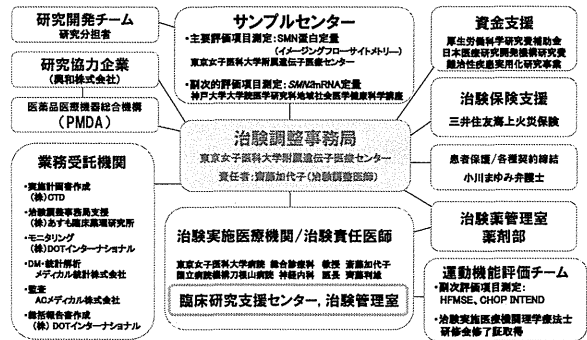 研究開発チーム
研究分担者
研究協力企業
(興和株式会社)
医薬品医療機器総合機構
(PMDA)
業務受託機関
・実施計画書作成
(株)CTD
・治験調整事務局支援
(株)あすも臨床薬理研究所
・モニタリング
(株)DOTインターナショナル
・DM・統計解析
メディカル統計株式会社
・監査
ACメディカル株式会社
・総括報告書作成
(株)DOTインターナショナル
サンプルセンター
・主要評価項目測定:SMN蛋白定量
(イメージングフローサイトメトリー)
東京女子医科大学附属遺伝子医療センター
・副次的評価項目測定:SMN2mRNA定量
神戸大学大学院医学研究科地域社会医学健康科学講座
治験調整事務局
東京女子医科大学附属遺伝子医療センター
責任者:齋藤加代子(治験調整医師)
治験実施医療機関/治験責任医師
東京女子医科大学病院 総合診療科 教授 斎藤加代子
国立病院機構刀根山病院 神経内科 医長 齊藤利雄
臨床研究支援センター,治験管理室
資金支援
厚生労働科学研究費補助金
日本医療研究開発機構研究費
難治性疾患実用化研究事業
治験保険支援
三井住友海上火災保険
患者保護/各種契約締結
小川まゆみ弁護士
治験薬管理室
薬剤部
運動機能評価チーム
・副次評価項目測定:
HFMSE, CHOP INTEND
・治験実施医療機関理学療法士
研修会修了証取得